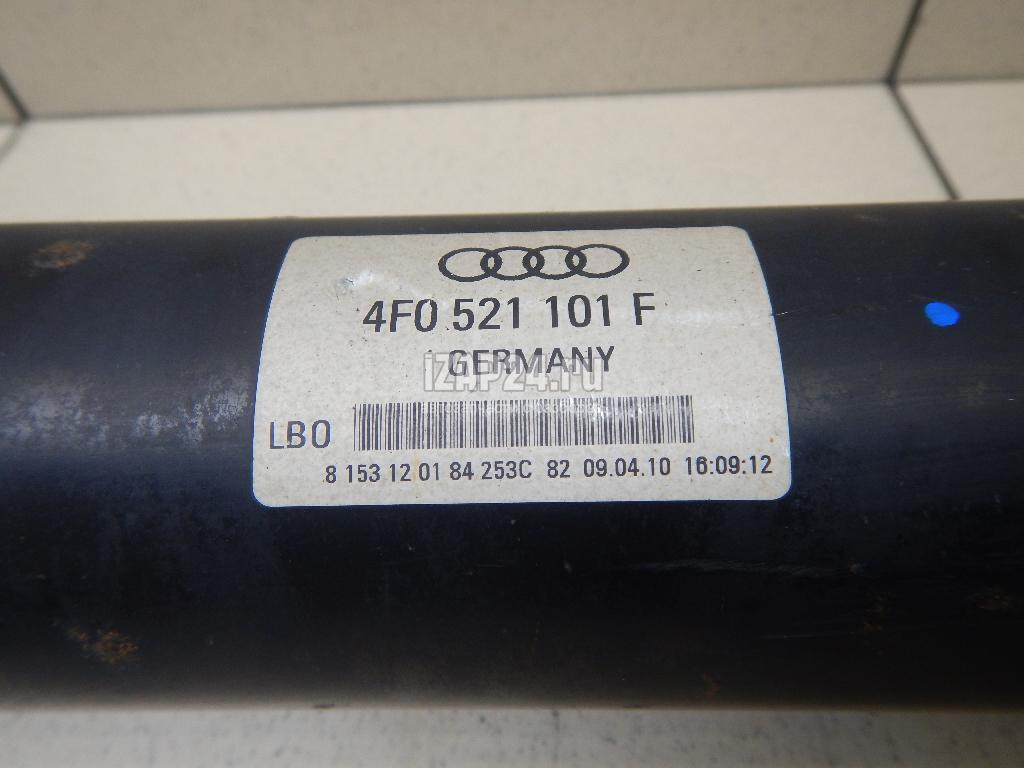 4F0 521 101 F
GERMANY
IZAP24.ru
LB0
8 153 12 01 84 253C 82 09.04.10 16:09:12